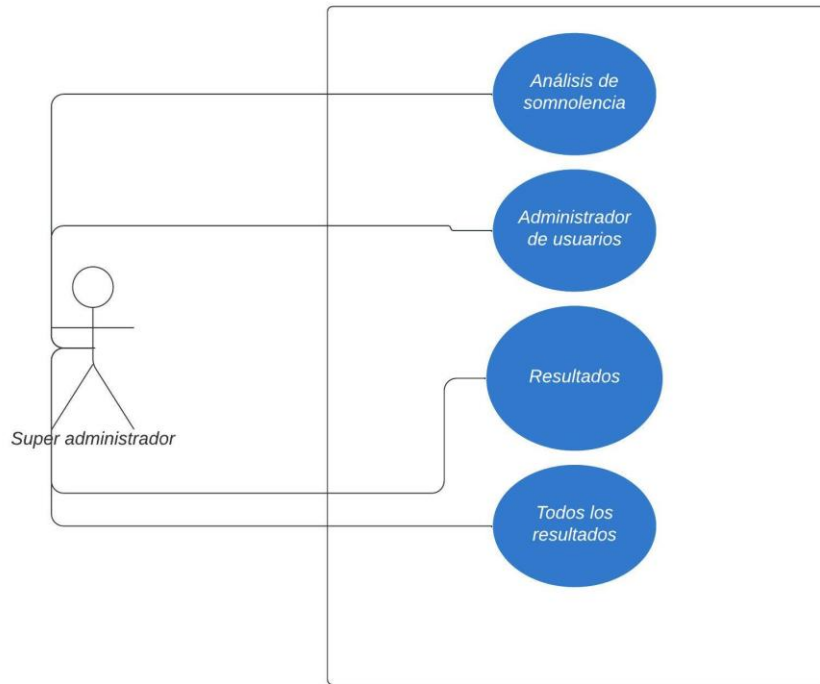 Análisis de
somnolencia
Administrador
de usuarios
Resultados
Super administrador
Todos los
resultados